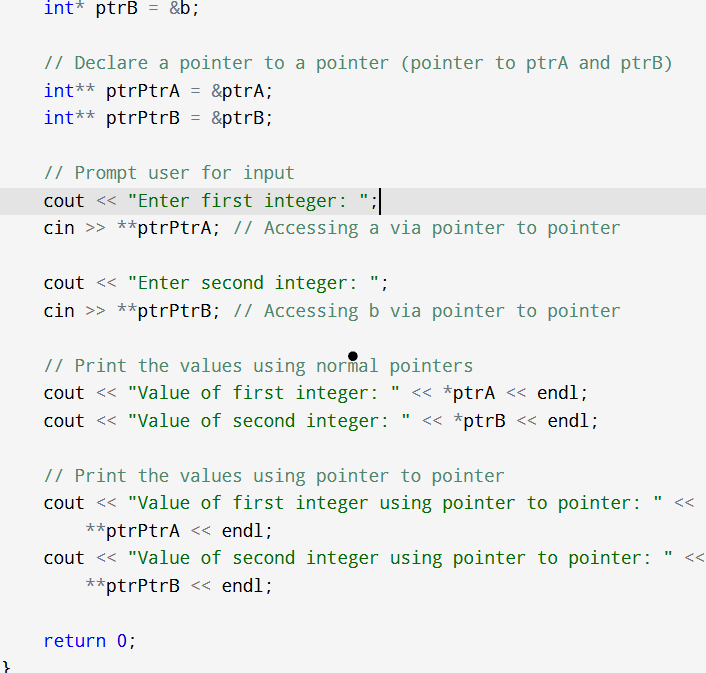 int* ptrB = &b;
// Declare a pointer to a pointer (pointer to ptrA and ptrB)
int** ptrPtrA = &ptrA;
int** ptrPtrB = &ptrB;
// Prompt user for input
cout << "Enter first integer: ";
cin >> **ptrPtrA; // Accessing a via pointer to pointer
cout << "Enter second integer: ";
cin >> **ptrPtrB; // Accessing b via pointer to pointer
// Print the values using normal pointers
cout << "Value of first integer: " << *ptrA << endl;
cout << "Value of second integer: " << *ptrB << endl;
// Print the values using pointer to pointer
cout << "Value of first integer using pointer to pointer: " <<
**ptrPtrA << endl;
cout << "Value of second integer using pointer to pointer: " <<
**ptrPtrB << endl;
return 0;
}